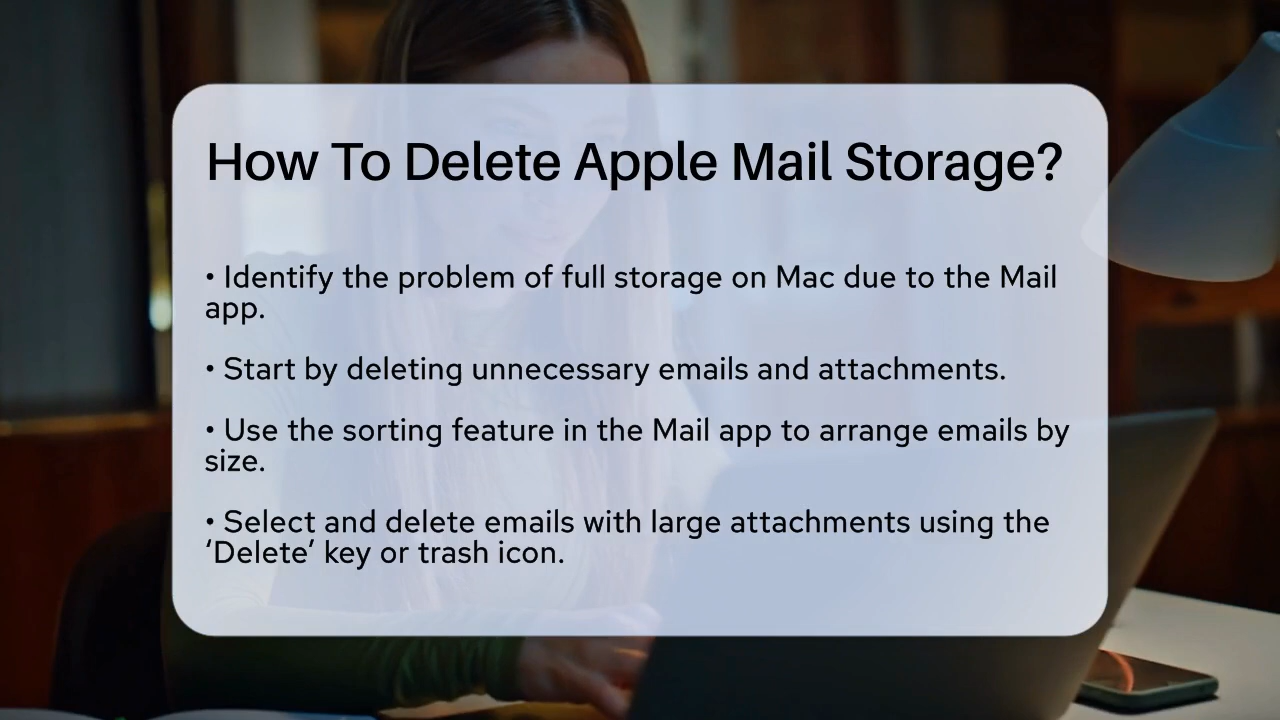 How To Delete Apple Mail Storage?
• Identify the problem of full storage on Mac due to the Mail
app.
• Start by deleting unnecessary emails and attachments.
• Use the sorting feature in the Mail app to arrange emails by
size.
• Select and delete emails with large attachments using the
‘Delete’ key or trash icon.